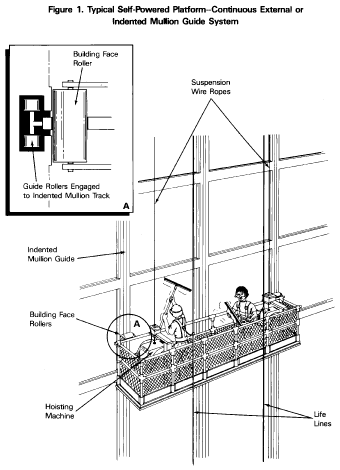 Figure 1. Typical Self-Powered Platform—Continuous External or
Indented Mullion Guide System
Building Face
Roller
Guide Rollers Engaged
to Indented Mullion Track
A
Suspension
Wire Ropes
Indented
Mullion Guide
Building Face
Rollers
A
Hoisting
Machine
Life
Lines